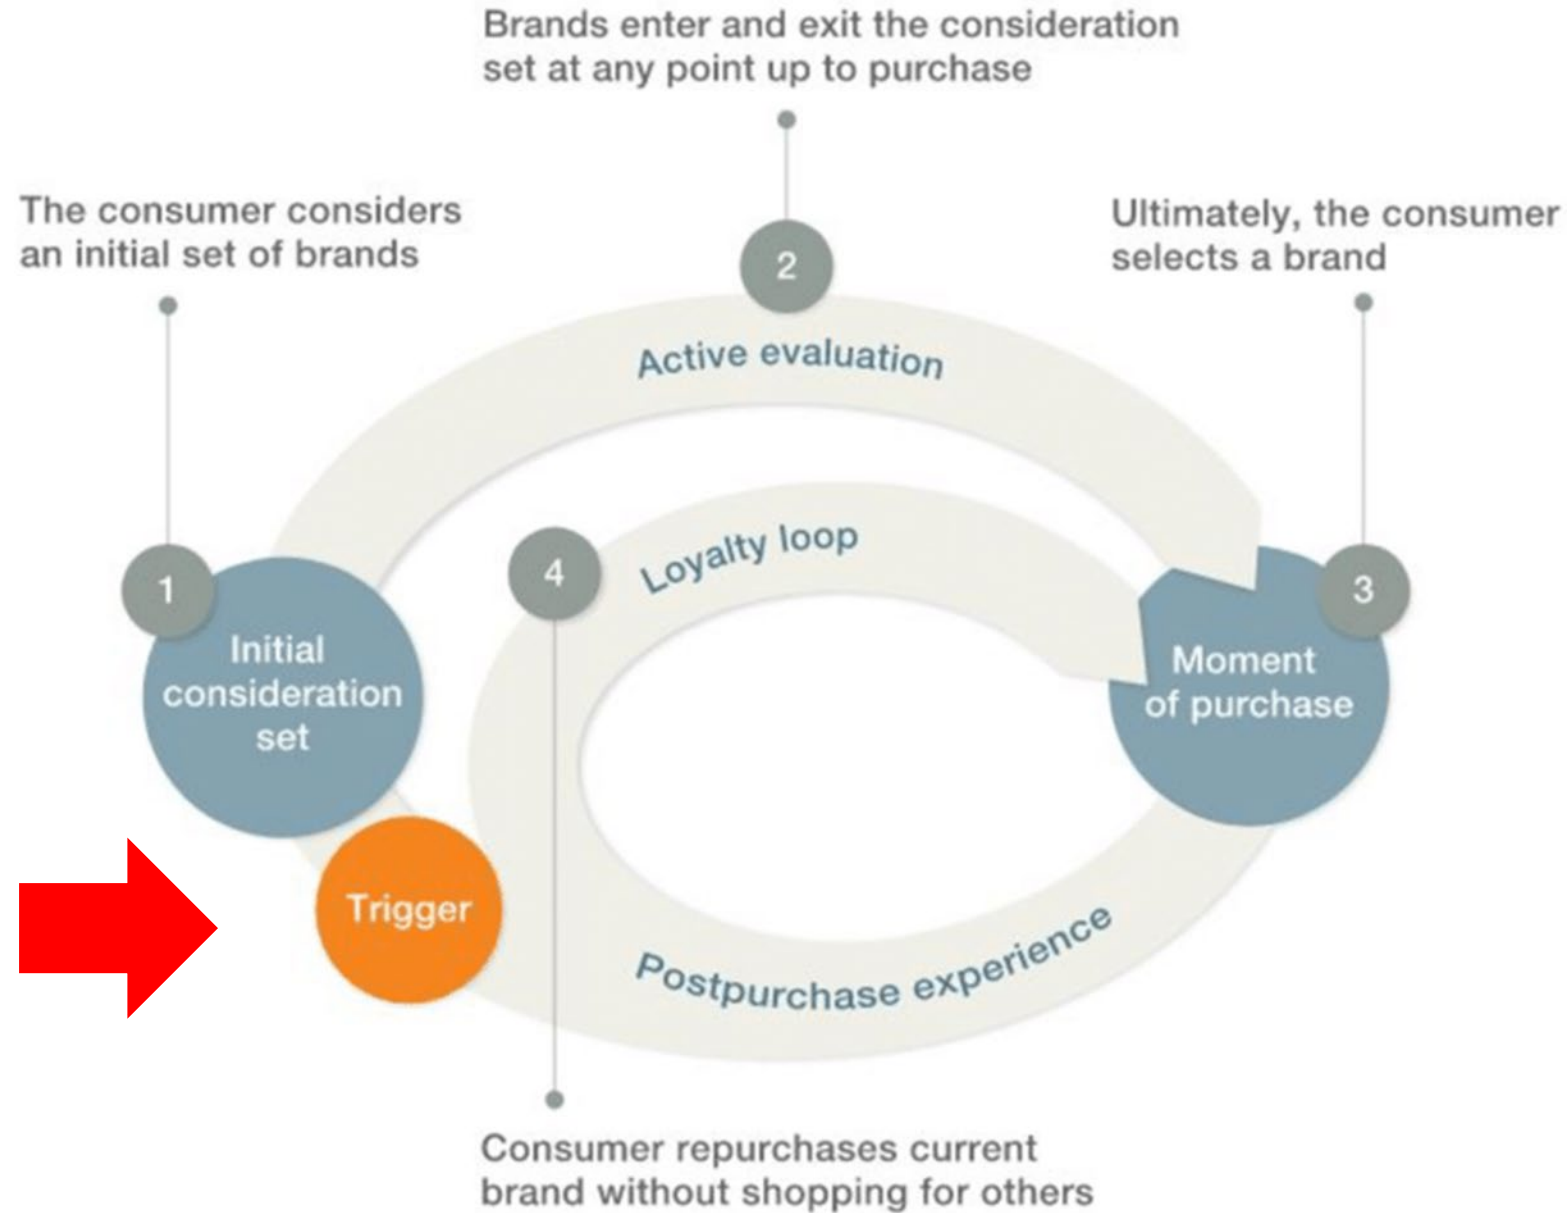 Brands enter and exit the consideration
set at any point up to purchase
The consumer considers
an initial set of brands
Ultimately, the consumer
selects a brand
2
Active evaluation
1
Initial
consideration
set
4
Loyalty loop
3
Moment
of purchase
Trigger
Postpurchase experience
Consumer repurchases current
brand without shopping for others